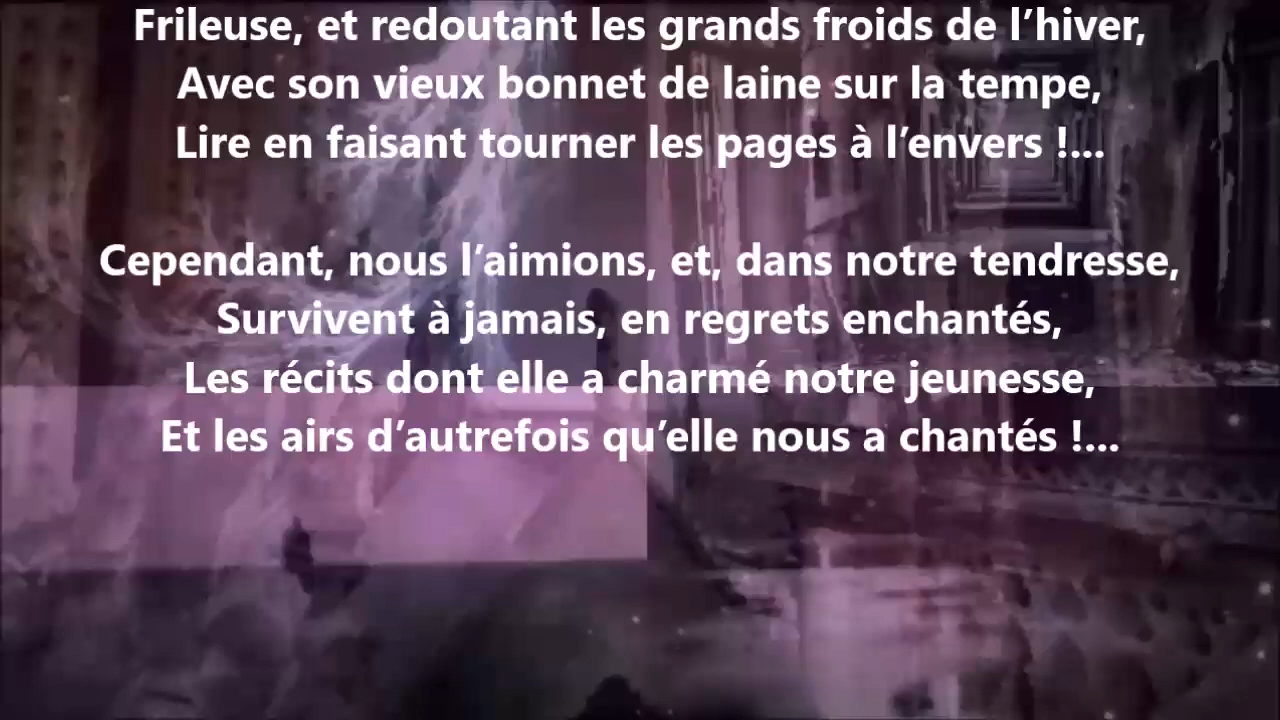 Frileuse, et redoutant les grands froids de l’hiver,
Avec son vieux bonnet de laine sur la tempe,
Lire en faisant tourner les pages à l’envers !...
Cependant, nous l’aimions, et, dans notre tendresse,
Survivent à jamais, en regrets enchantés,
Les récits dont elle a charmé notre jeunesse,
Et les airs d’autrefois qu’elle nous a chantés !...